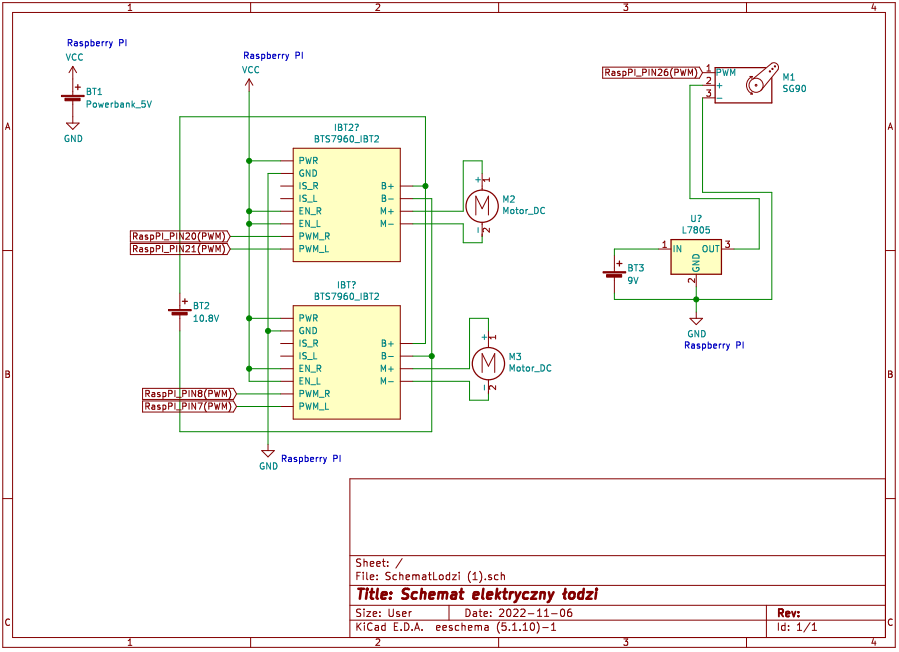 1 2 3 4
A B C
A B C
Raspberry PI
VCC
+
BT1
Powerbank_5V
GND
Raspberry PI
VCC
IBT2?
BTS7960_IBT2
PWR
GND
IS_R
IS_L
EN_R
EN_L
PWM_R
PWM_L
B+
B-
M+
M-
RaspPi_PIN20(PWM)
RaspPi_PIN21(PWM)
+ 1
M
- 2
M2
Motor_DC
+
BT2
10.8V
IBT?
BTS7960_IBT2
PWR
GND
IS_R
IS_L
EN_R
EN_L
PWM_R
PWM_L
B+
B-
M+
M-
RaspPi_PIN8(PWM)
RaspPi_PIN7(PWM)
+ 1
M
- 2
M3
Motor_DC
GND
Raspberry PI
RaspPi_PIN26(PWM)
1 PWM
2 +
3 -
M1
SG90
U?
L7805
1 IN OUT 3
GND
2
+
BT3
9V
GND
Raspberry PI
Sheet: /
File: SchematLodzi (1).sch
Title: Schemat elektryczny łodzi
Size: User Date: 2022-11-06 Rev:
KiCad E.D.A. eeschema (5.1.10)-1 Id: 1/1
1 2 3 4